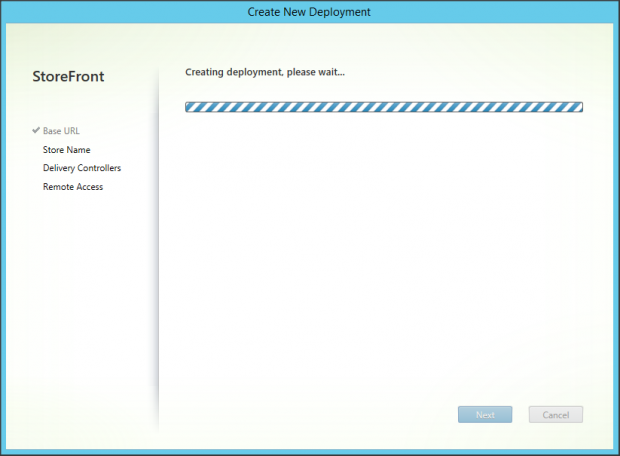 Create New Deployment
StoreFront
Creating deployment, please wait...
Base URL
Store Name
Delivery Controllers
Remote Access
Next
Cancel